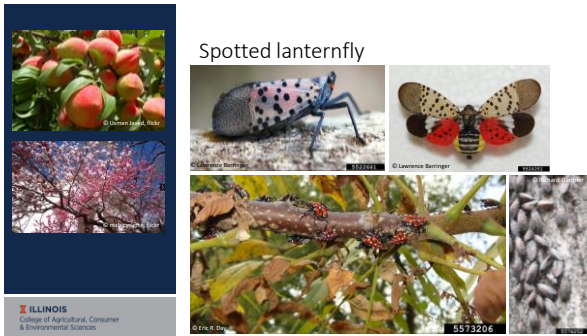 Spotted lanternfly
© Usman Javed, flickr
© Lawrence Barringer
5522641
© Lawrence Barringer
© Eric R. Day
5573206
I ILLINOIS
College of Agricultural, Consumer
& Environmental Sciences